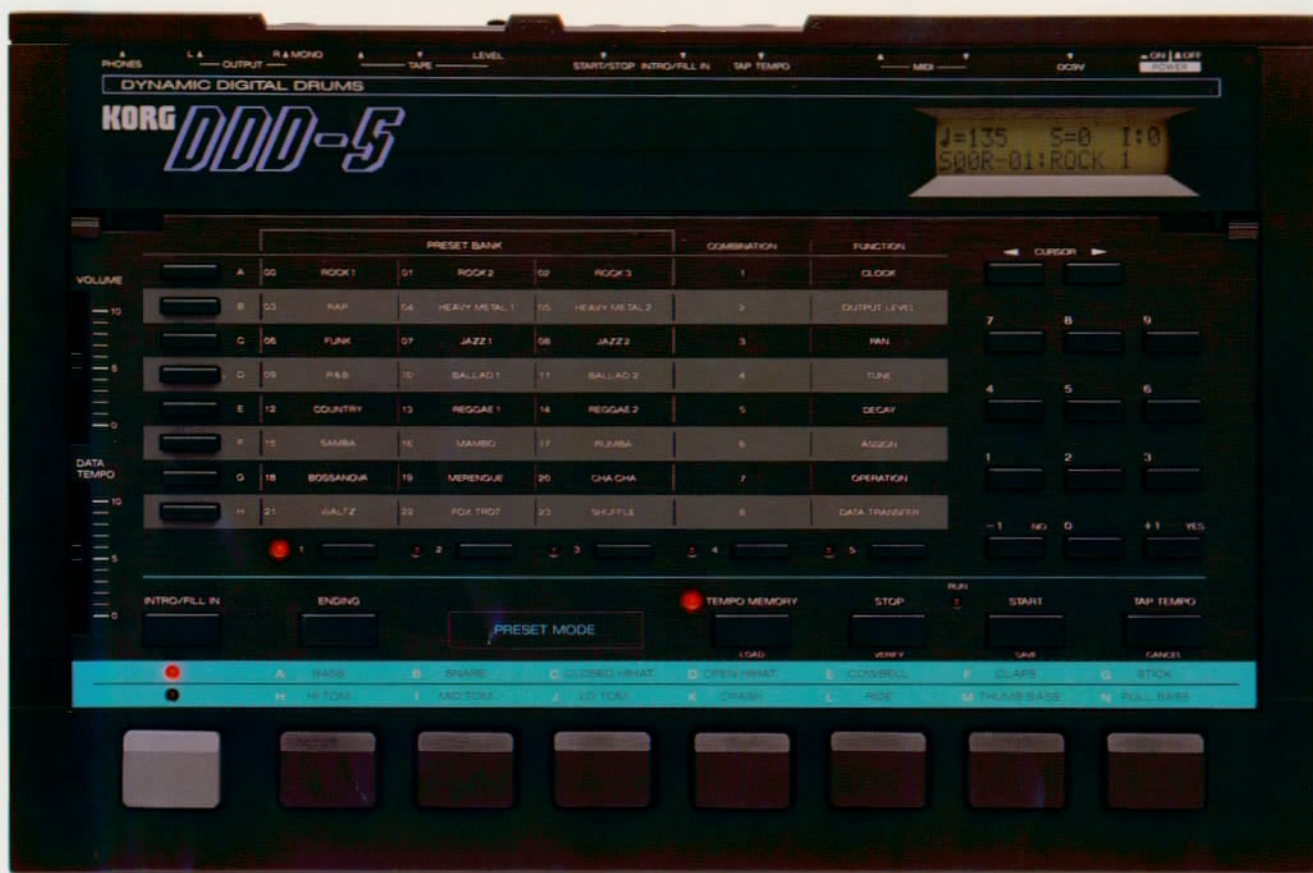 PHONES L OUTPUT R MONO TAPE LEVEL START/STOP INTRO/FILL IN TAP TEMPO MIDI DC9V ON OFF POWER
DYNAMIC DIGITAL DRUMS
KORG DDD-5
♩=135 S=0 I:0
S00R-01:ROCK 1
PRESET BANK COMBINATION FUNCTION ◄ CURSOR ►
VOLUME
A 00 ROCK 1 01 ROCK 2 02 ROCK 3 1 CLOCK
B 03 RAP 04 HEAVY METAL 1 05 HEAVY METAL 2 2 OUTPUT LEVEL
C 06 FUNK 07 JAZZ 1 08 JAZZ 2 3 PAN
D 09 R&B 10 BALLAD 1 11 BALLAD 2 4 TUNE
E 12 COUNTRY 13 REGGAE 1 14 REGGAE 2 5 DECAY
F 15 SAMBA 16 MAMBO 17 RUMBA 6 ASSIGN
G 18 BOSSANOVA 19 MERENGUE 20 CHA CHA 7 OPERATION
H 21 WALTZ 22 FOX TROT 23 SHUFFLE 8 DATA TRANSFER
1 2 3 4 5
10
5
0
DATA
TEMPO
10
5
0
7 8 9
4 5 6
1 2 3
-1 NO 0 +1 YES
INTRO/FILL IN ENDING TEMPO MEMORY STOP RUN START TAP TEMPO
PRESET MODE
LOAD VERIFY SAVE CANCEL
A BASS B SNARE C CLOSED HIHAT D OPEN HIHAT E COWBELL F CLAPS G STICK
H HI TOM I MID TOM J LO TOM K CRASH L RIDE M THUMB BASS N PULL BASS